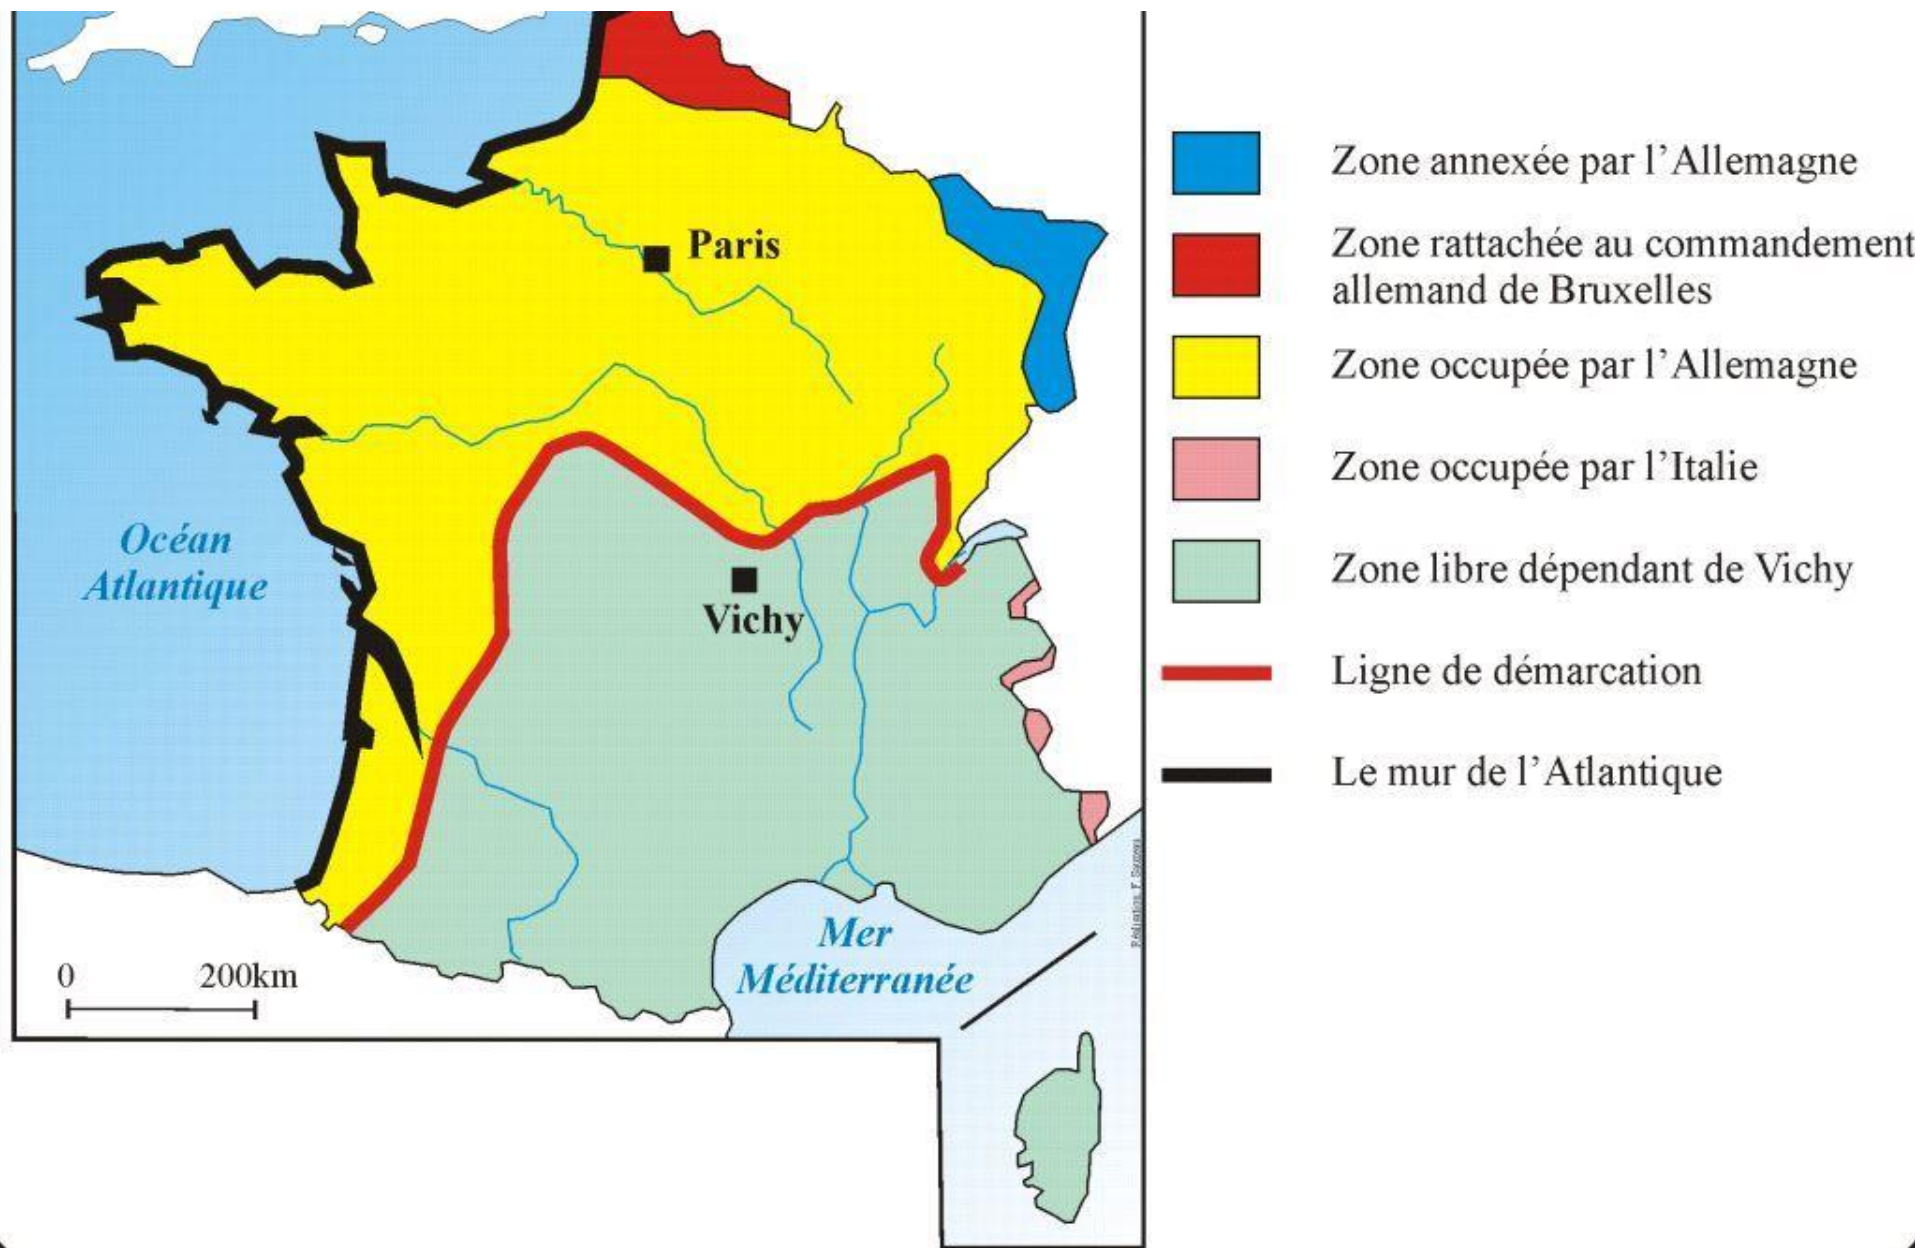 Paris
Océan
Atlantique
Vichy
Mer
Méditerranée
0 200km
Zone annexée par l'Allemagne
Zone rattachée au commandement
allemand de Bruxelles
Zone occupée par l'Allemagne
Zone occupée par l'Italie
Zone libre dépendant de Vichy
Ligne de démarcation
Le mur de l'Atlantique